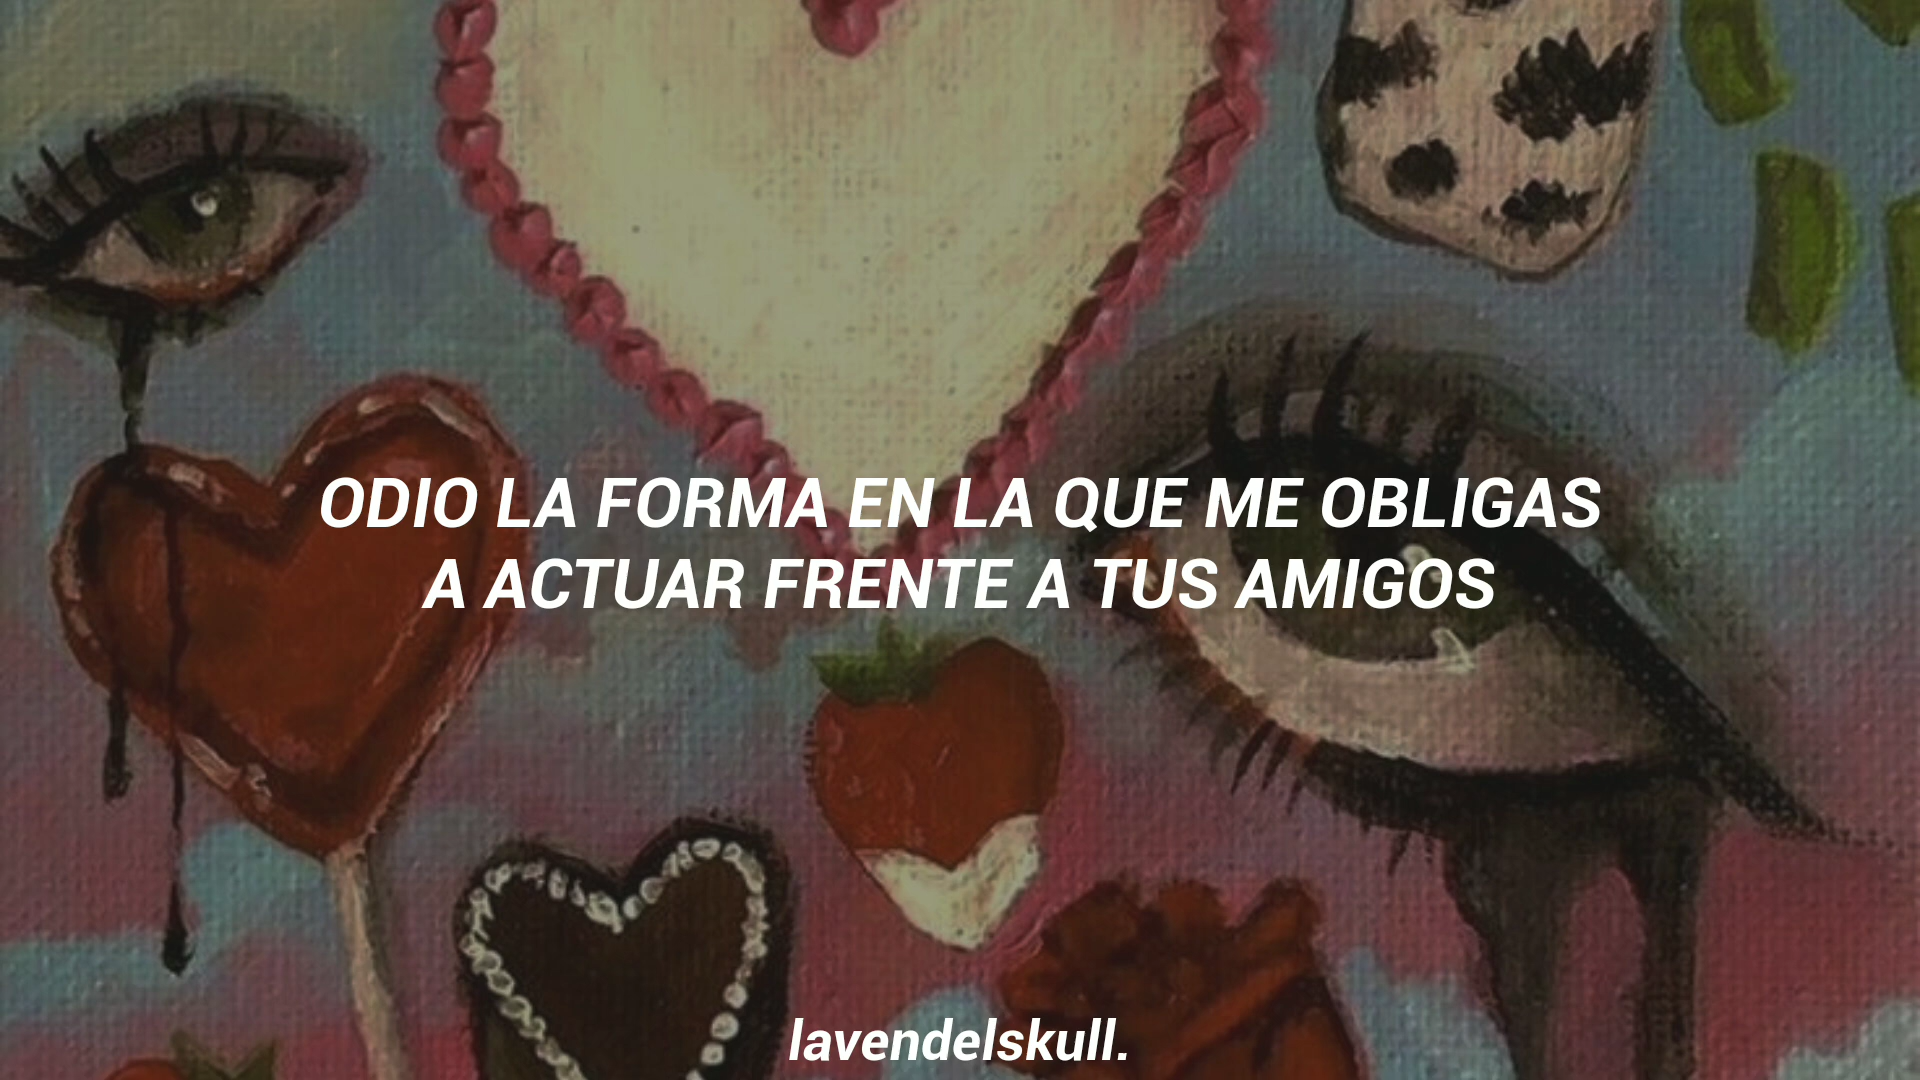 ODIO LA FORMA EN LA QUE ME OBLIGAS
A ACTUAR FRENTE A TUS AMIGOS
lavendelskull.